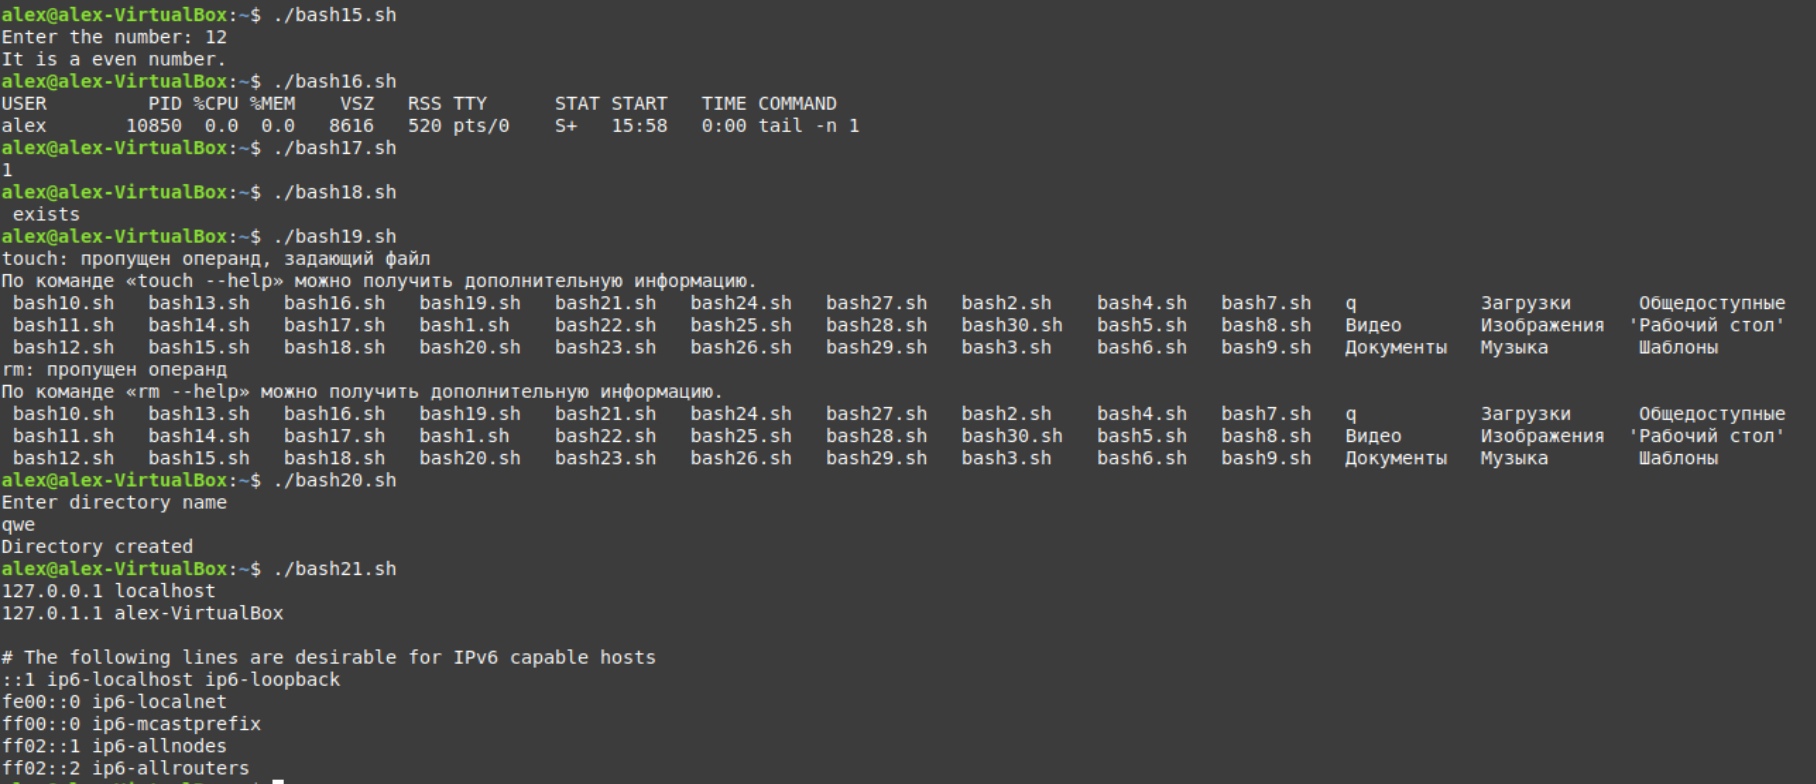 alex@alex-VirtualBox:~$ ./bash15.sh
Enter the number: 12
It is a even number.
alex@alex-VirtualBox:~$ ./bash16.sh
USER         PID %CPU %MEM    VSZ   RSS TTY      STAT START   TIME COMMAND
alex       10850  0.0  0.0   8616   520 pts/0    S+   15:58   0:00 tail -n 1
alex@alex-VirtualBox:~$ ./bash17.sh
1
alex@alex-VirtualBox:~$ ./bash18.sh
 exists
alex@alex-VirtualBox:~$ ./bash19.sh
touch: пропущен операнд, задающий файл
По команде «touch --help» можно получить дополнительную информацию.
 bash10.sh   bash13.sh   bash16.sh   bash19.sh   bash21.sh   bash24.sh   bash27.sh   bash2.sh    bash4.sh   bash7.sh   q           Загрузки      Общедоступные
 bash11.sh   bash14.sh   bash17.sh   bash1.sh    bash22.sh   bash25.sh   bash28.sh   bash30.sh   bash5.sh   bash8.sh   Видео       Изображения  'Рабочий стол'
 bash12.sh   bash15.sh   bash18.sh   bash20.sh   bash23.sh   bash26.sh   bash29.sh   bash3.sh    bash6.sh   bash9.sh   Документы   Музыка        Шаблоны
rm: пропущен операнд
По команде «rm --help» можно получить дополнительную информацию.
 bash10.sh   bash13.sh   bash16.sh   bash19.sh   bash21.sh   bash24.sh   bash27.sh   bash2.sh    bash4.sh   bash7.sh   q           Загрузки      Общедоступные
 bash11.sh   bash14.sh   bash17.sh   bash1.sh    bash22.sh   bash25.sh   bash28.sh   bash30.sh   bash5.sh   bash8.sh   Видео       Изображения  'Рабочий стол'
 bash12.sh   bash15.sh   bash18.sh   bash20.sh   bash23.sh   bash26.sh   bash29.sh   bash3.sh    bash6.sh   bash9.sh   Документы   Музыка        Шаблоны
alex@alex-VirtualBox:~$ ./bash20.sh
Enter directory name
qwe
Directory created
alex@alex-VirtualBox:~$ ./bash21.sh
127.0.0.1 localhost
127.0.1.1 alex-VirtualBox

# The following lines are desirable for IPv6 capable hosts
::1 ip6-localhost ip6-loopback
fe00::0 ip6-localnet
ff00::0 ip6-mcastprefix
ff02::1 ip6-allnodes
ff02::2 ip6-allrouters